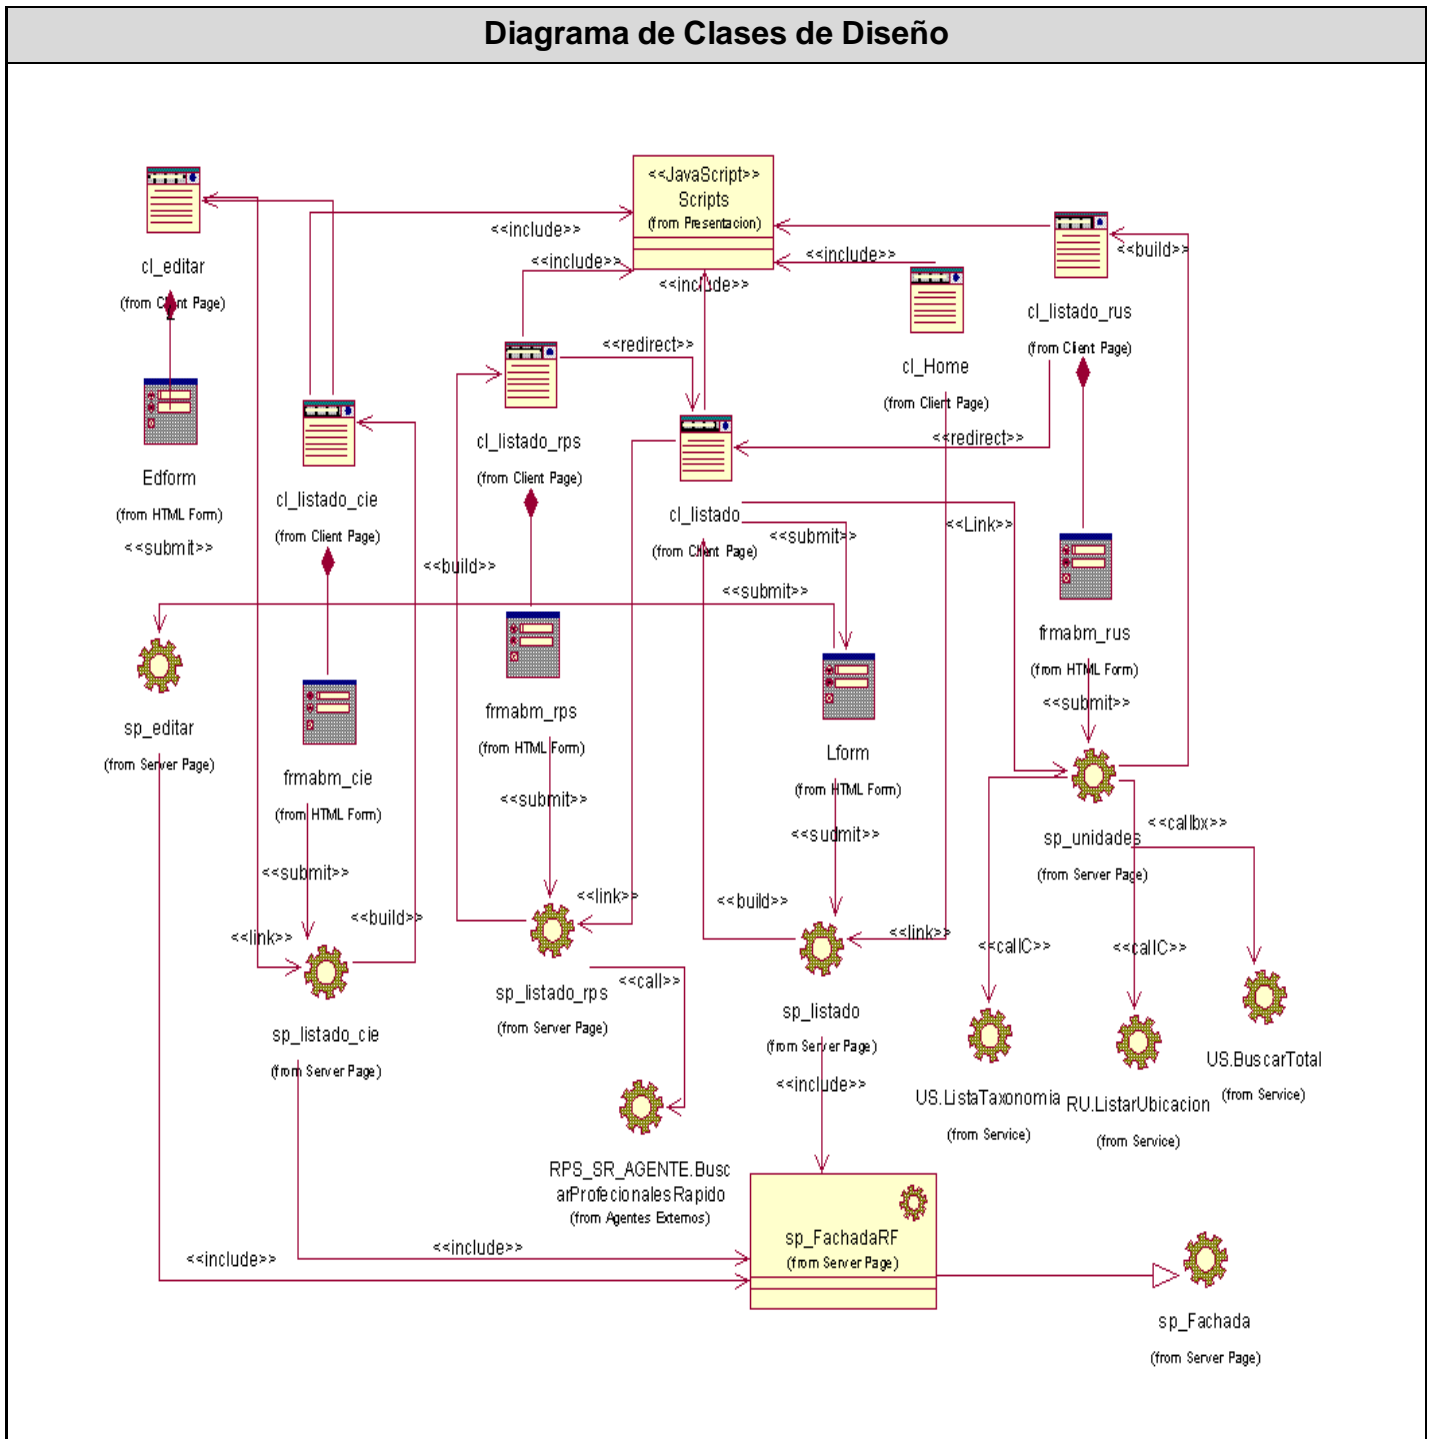 Diagrama de Clases de Diseño
<<JavaScript>>
Scripts
(from Presentacion)
<<include>>
<<include>>
<<include>>
<<include>>
<<build>>
cl_editar
(from Client Page)
cl_listado_rus
(from Client Page)
<<redirect>>
cl_Home
(from Client Page)
<<redirect>>
cl_listado_rps
(from Client Page)
Edform
(from HTML Form)
<<submit>>
cl_listado_cie
(from Client Page)
cl_listado
(from Client Page)
<<submit>>
<<Link>>
<<build>>
<<submit>>
frmabm_rus
(from HTML Form)
<<submit>>
sp_editar
(from Server Page)
frmabm_rps
(from HTML Form)
<<submit>>
Lform
(from HTML Form)
<<sudmit>>
frmabm_cie
(from HTML Form)
<<submit>>
sp_unidades
(from Server Page)
<<callbx>>
<<link>>
<<build>>
<<link>>
<<build>>
<<link>>
<<callC>>
<<callC>>
sp_listado_cie
(from Server Page)
sp_listado_rps
(from Server Page)
<<call>>
sp_listado
(from Server Page)
<<include>>
US.ListaTaxonomia
(from Service)
RU.ListarUbicacion
(from Service)
US.BuscarTotal
(from Service)
RPS_SR_AGENTE.Busc
arProfecionalesRapido
(from Agentes Externos)
<<include>>
<<include>>
sp_FachadaRF
(from Server Page)
sp_Fachada
(from Server Page)